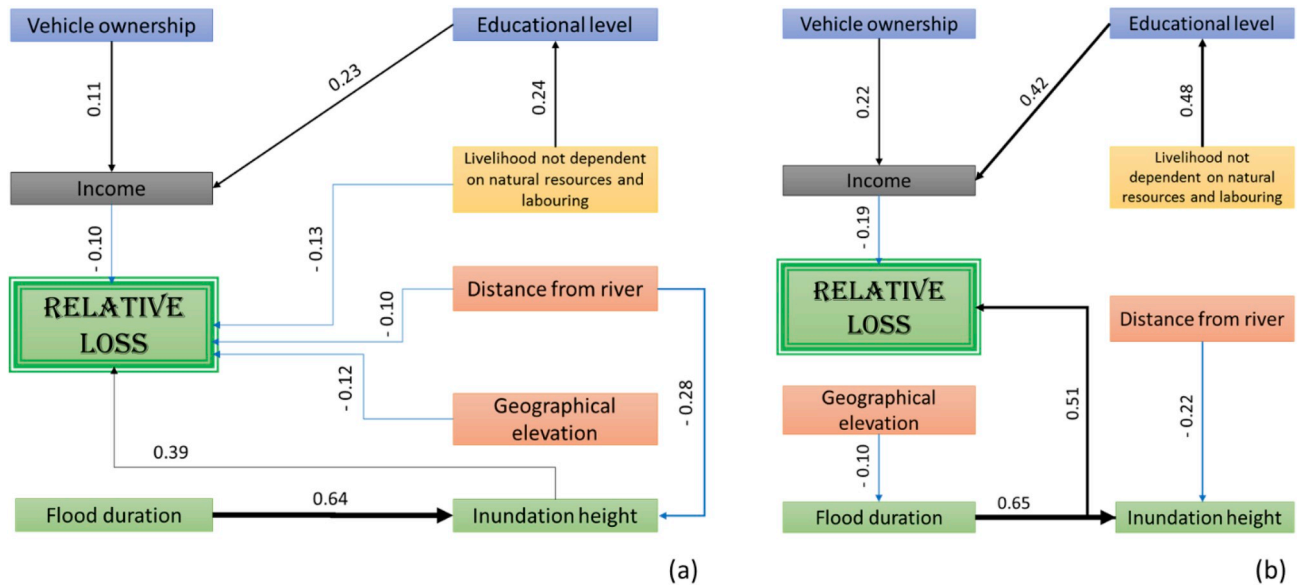 Vehicle ownership
Educational level
0.11
0.23
0.24
Income
Livelihood not dependent
on natural resources and
labouring
- 0.10
- 0.13
RELATIVE
LOSS
Distance from river
- 0.10
- 0.12
Geographical
elevation
- 0.28
0.39
Flood duration
0.64
Inundation height
(a)
Vehicle ownership
Educational level
0.22
0.42
0.48
Income
Livelihood not
dependent on natural
resources and labouring
- 0.19
RELATIVE
LOSS
Distance from river
Geographical
elevation
0.51
- 0.22
- 0.10
Flood duration
0.65
Inundation height
(b)